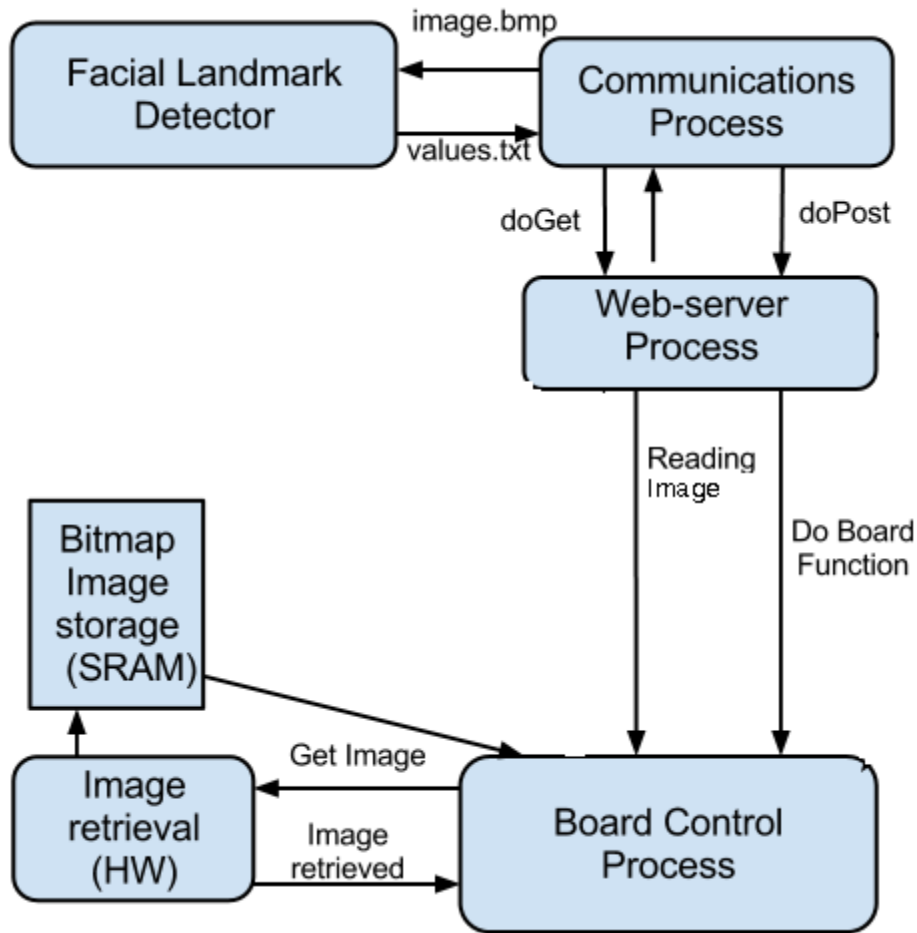 image.bmp
Facial Landmark
Detector
Communications
Process
values.txt
doGet
doPost
Web-server
Process
Reading
Image
Do Board
Function
Bitmap
Image
storage
(SRAM)
Get Image
Image
retrieval
(HW)
Image
retrieved
Board Control
Process